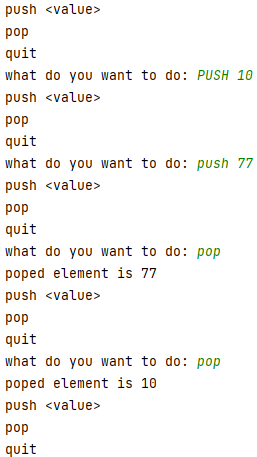 push <value>
pop
quit
what do you want to do: PUSH 10
push <value>
pop
quit
what do you want to do: push 77
push <value>
pop
quit
what do you want to do: pop
poped element is 77
push <value>
pop
quit
what do you want to do: pop
poped element is 10
push <value>
pop
quit